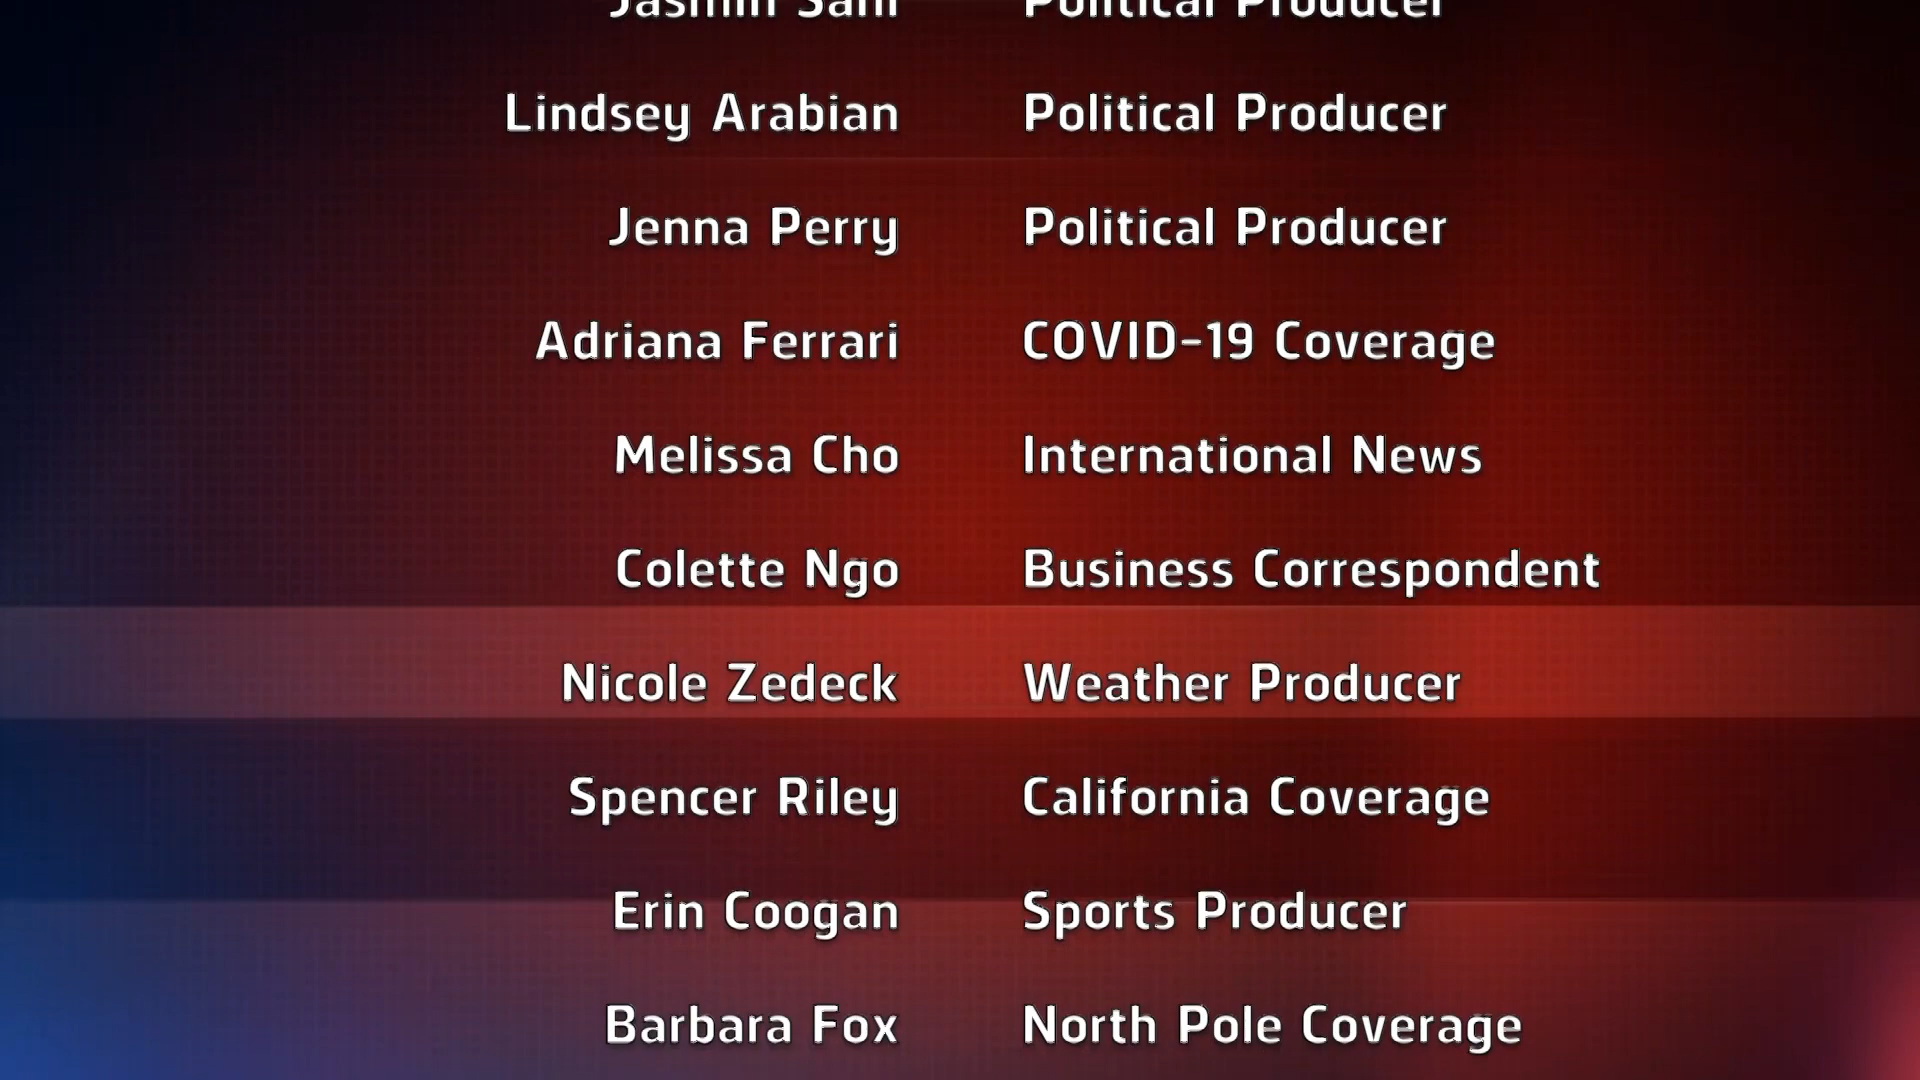 Political Producer
Lindsey Arabian Political Producer
Jenna Perry Political Producer
Adriana Ferrari COVID-19 Coverage
Melissa Cho International News
Colette Ngo Business Correspondent
Nicole Zedeck Weather Producer
Spencer Riley California Coverage
Erin Coogan Sports Producer
Barbara Fox North Pole Coverage